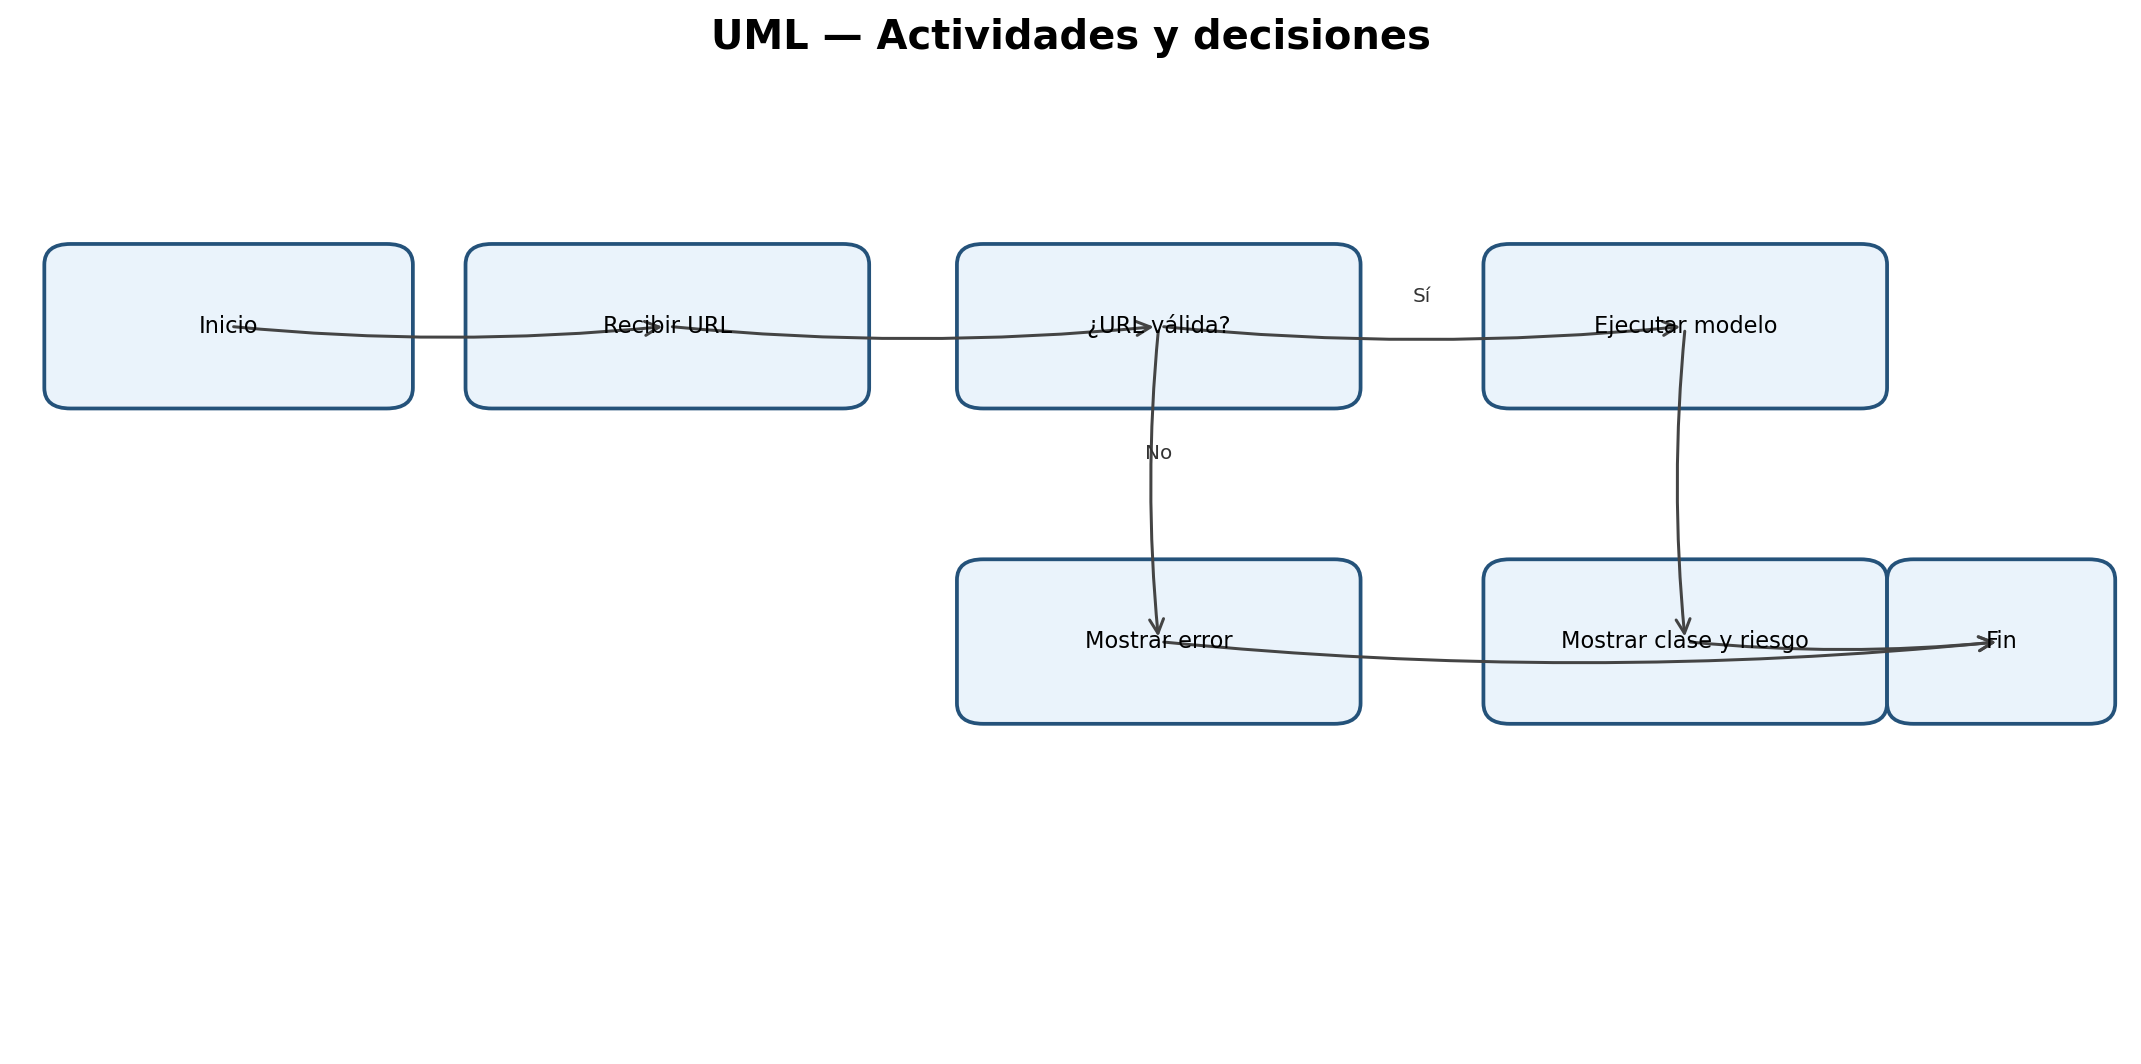 UML — Actividades y decisiones
Inicio
Recibir URL
¿URL válida?
Sí
Ejecutar modelo
No
Mostrar error
Mostrar clase y riesgo
Fin